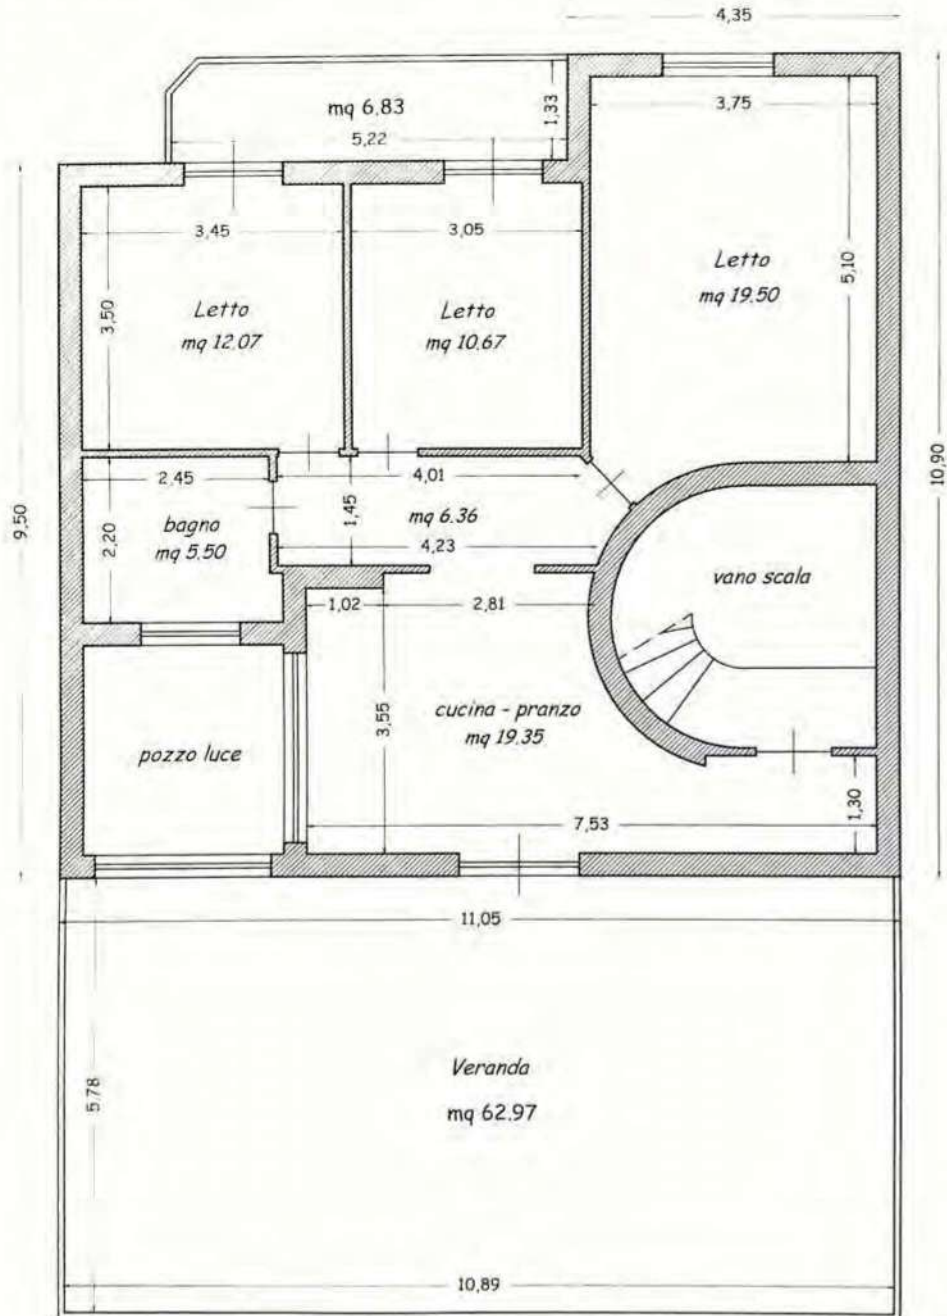 4,35
mq 6.83
5,22
1,33
3,75
3,45
3,05
Letto
mq 19.50
5,10
3,50
Letto
mq 12.07
Letto
mq 10.67
10,90
9,50
2,45
4,01
2,20
bagno
mq 5.50
1,45
mq 6.36
4,23
vano scala
1,02
2,81
3,55
cucina - pranzo
mq 19.35
pozzo luce
1,30
7,53
11,05
5.78
Veranda
mq 62.97
10,89